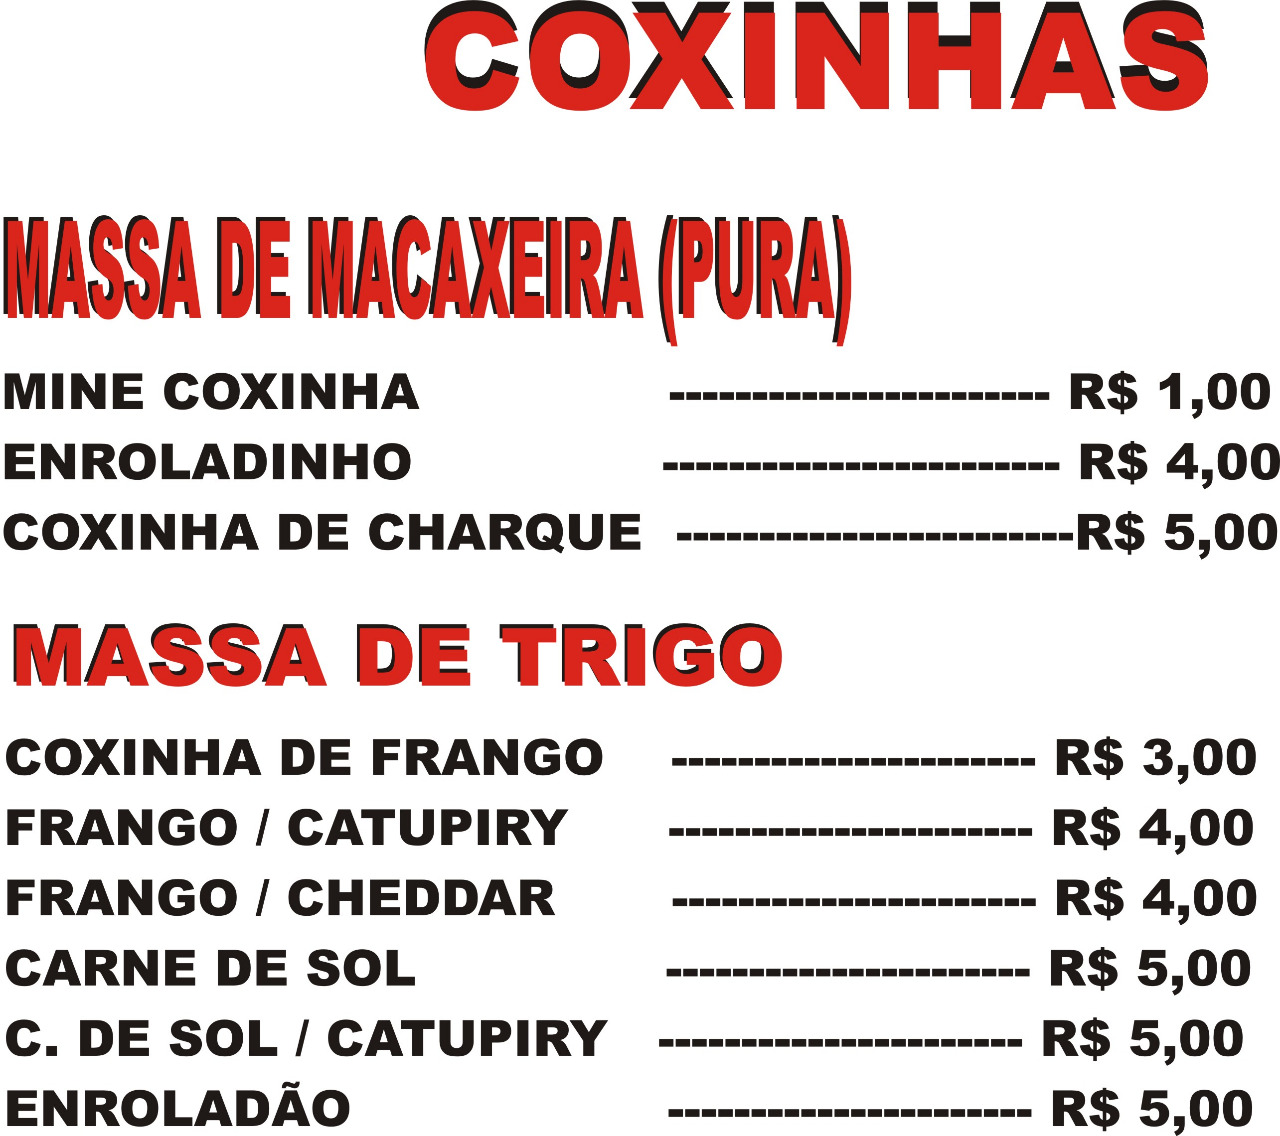 COXINHAS
MASSA DE MACAXEIRA (PURA)
MINE COXINHA ----------------------- R$ 1,00
ENROLADINHO ------------------------ R$ 4,00
COXINHA DE CHARQUE ------------------------R$ 5,00
MASSA DE TRIGO
COXINHA DE FRANGO ---------------------- R$ 3,00
FRANGO / CATUPIRY ---------------------- R$ 4,00
FRANGO / CHEDDAR ---------------------- R$ 4,00
CARNE DE SOL ---------------------- R$ 5,00
C. DE SOL / CATUPIRY ---------------------- R$ 5,00
ENROLADÃO ---------------------- R$ 5,00